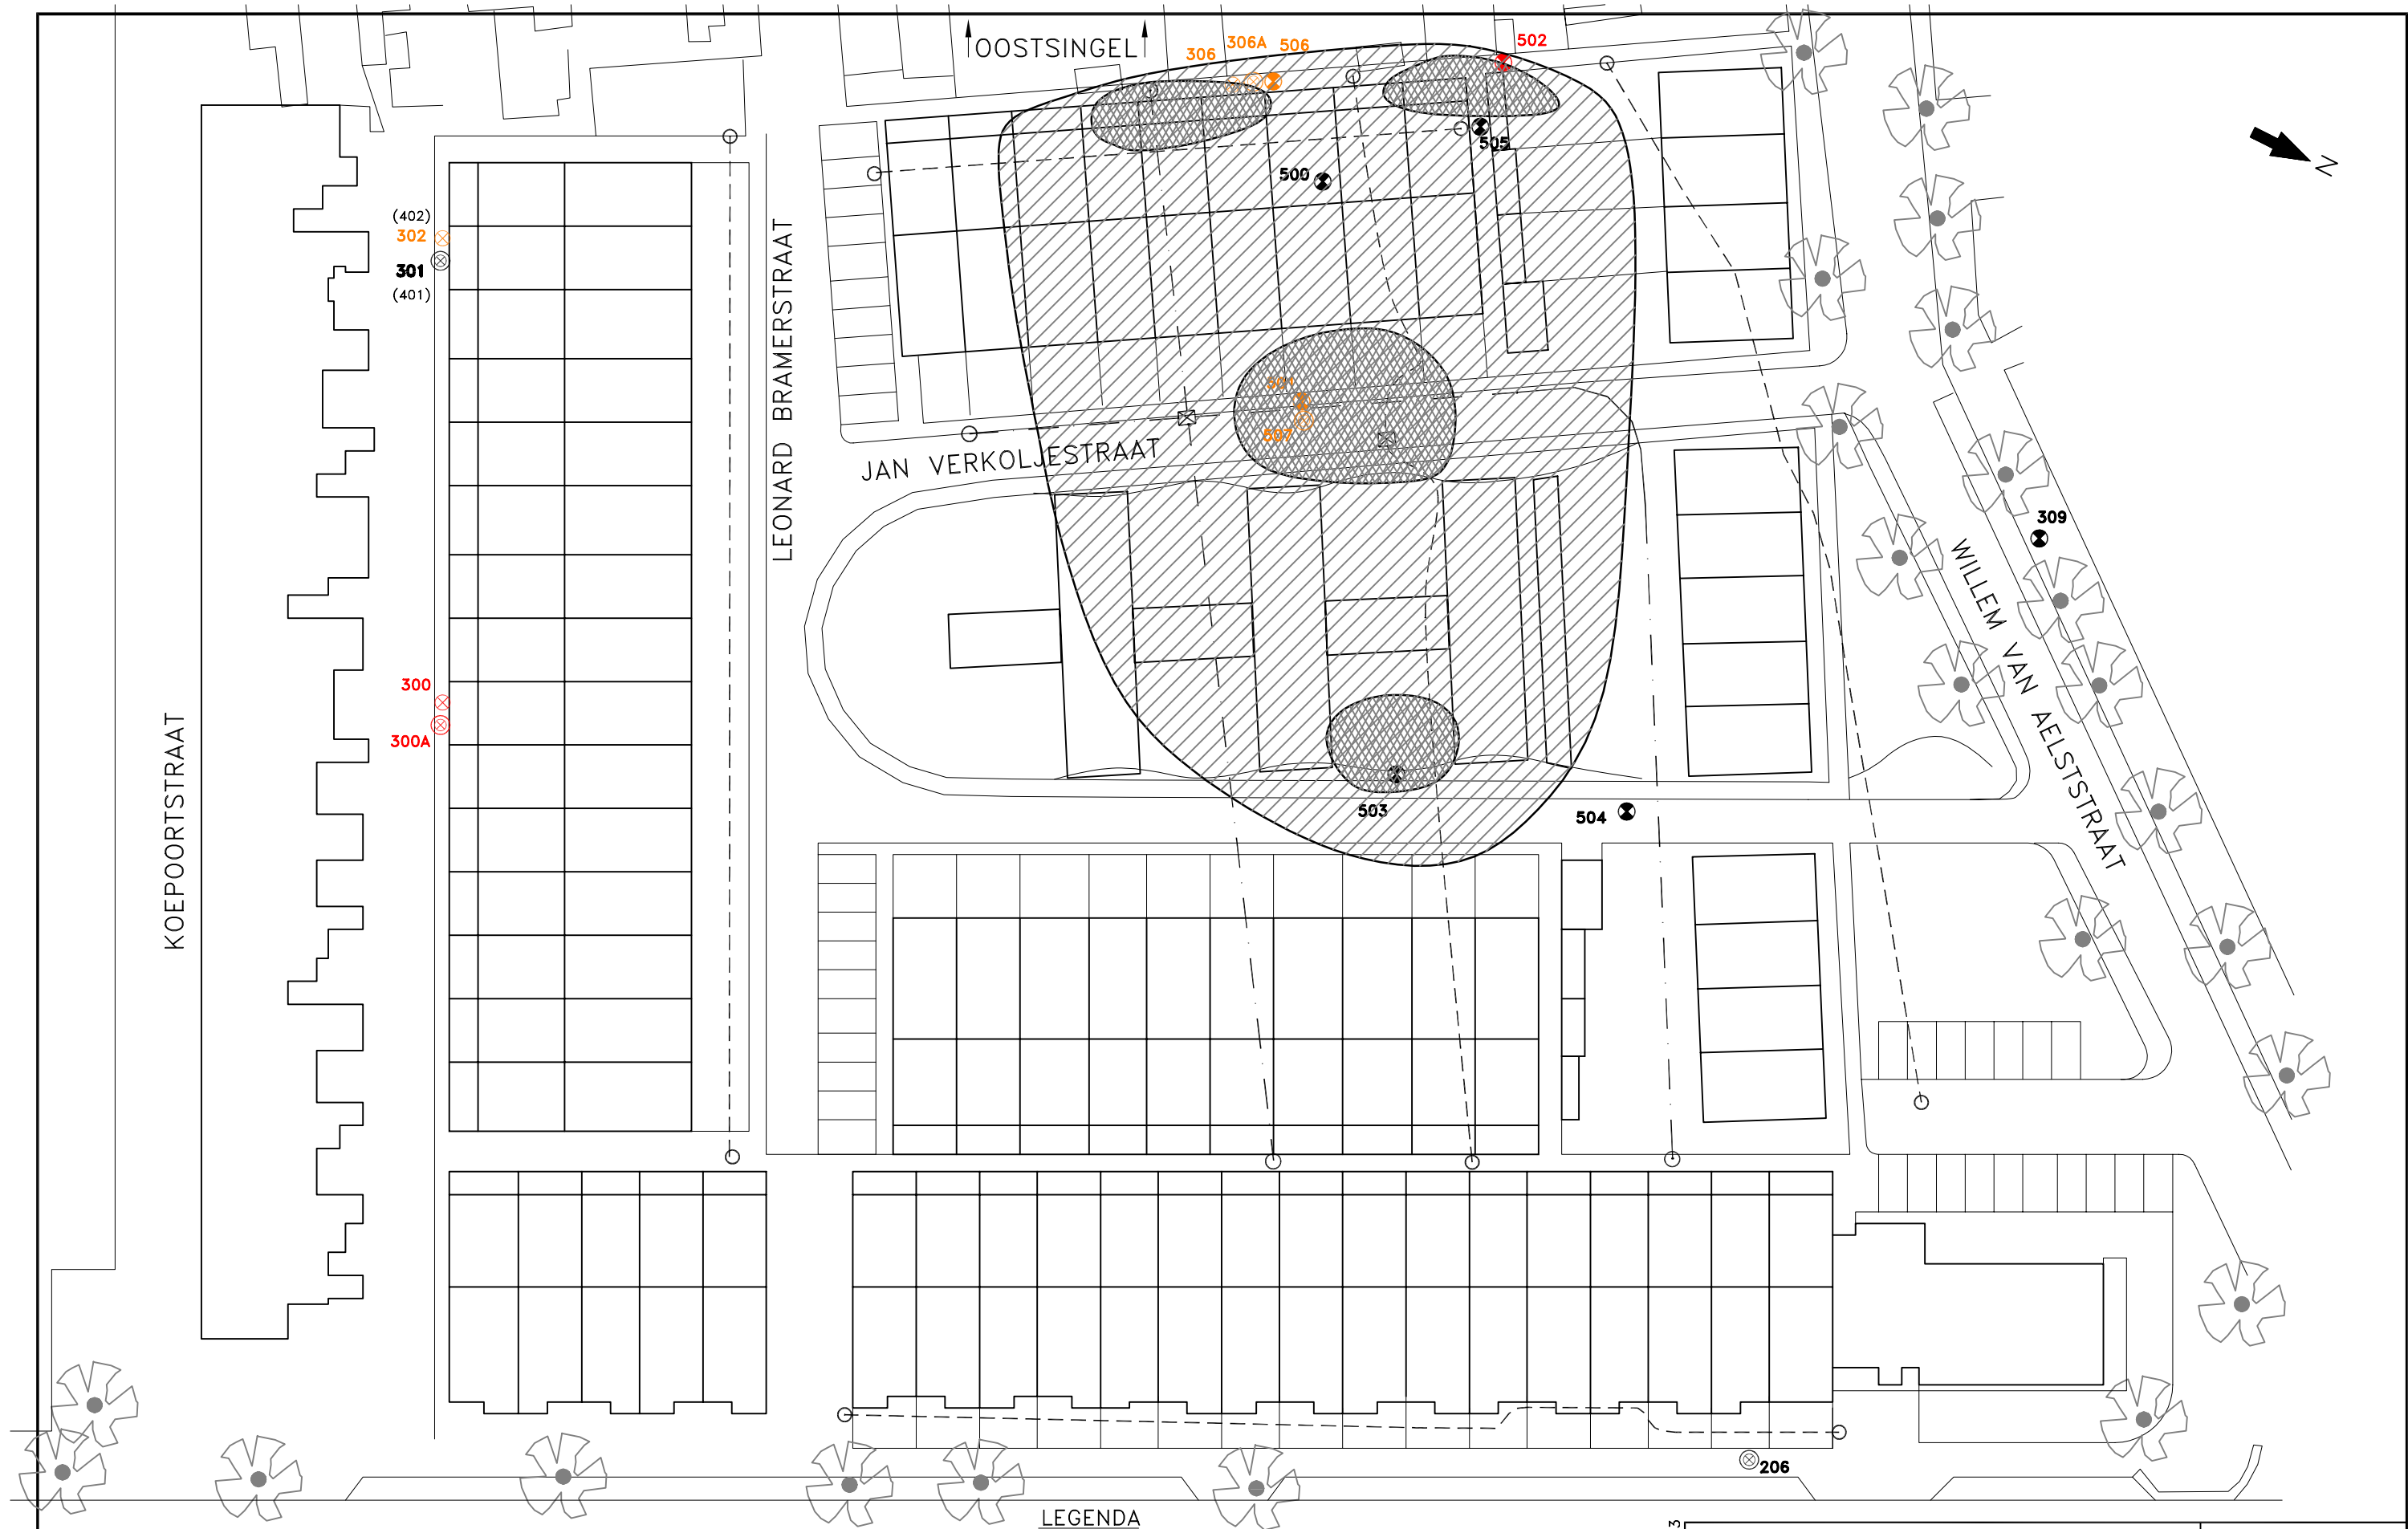 OOSTSINGEL
306
306A
506
502
505
500
N
(402)
302
301
(401)
LEONARD BRAMERSTRAAT
507
JAN VERKOLJESTRAAT
309
WILLEM VAN AELSTSTRAAT
300
300A
KOEPOORTSTRAAT
503
504
206
LEGENDA
3